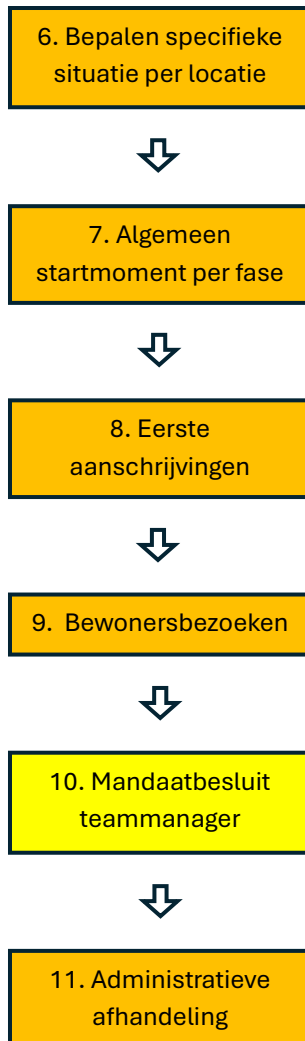 6. Bepalen specifieke
situatie per locatie
7. Algemeen
startmoment per fase
8. Eerste
aanschrijvingen
9. Bewonersbezoeken
10. Mandaatbesluit
teammanager
11. Administratieve
afhandeling